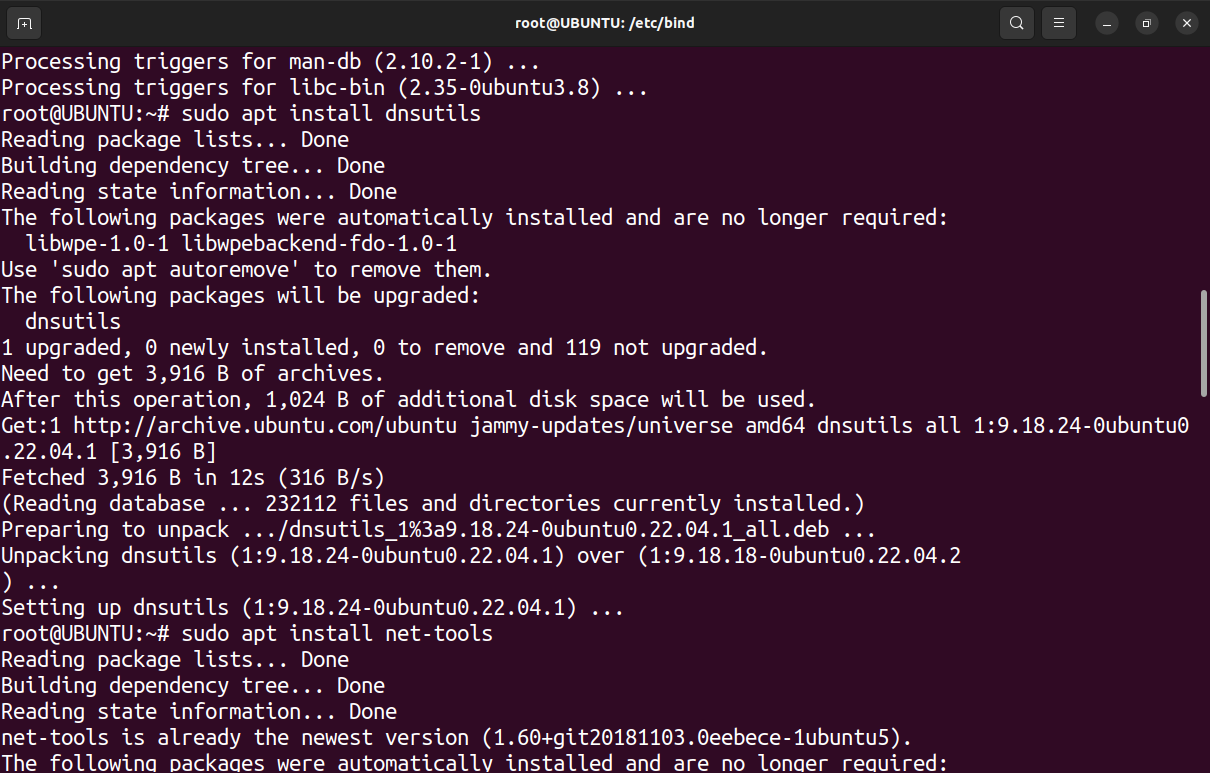 root@UBUNTU: /etc/bind
Processing triggers for man-db (2.10.2-1) ...
Processing triggers for libc-bin (2.35-0ubuntu3.8) ...
root@UBUNTU:~# sudo apt install dnsutils
Reading package lists... Done
Building dependency tree... Done
Reading state information... Done
The following packages were automatically installed and are no longer required:
  libwpe-1.0-1 libwpebackend-fdo-1.0-1
Use 'sudo apt autoremove' to remove them.
The following packages will be upgraded:
  dnsutils
1 upgraded, 0 newly installed, 0 to remove and 119 not upgraded.
Need to get 3,916 B of archives.
After this operation, 1,024 B of additional disk space will be used.
Get:1 http://archive.ubuntu.com/ubuntu jammy-updates/universe amd64 dnsutils all 1:9.18.24-0ubuntu0
.22.04.1 [3,916 B]
Fetched 3,916 B in 12s (316 B/s)
(Reading database ... 232112 files and directories currently installed.)
Preparing to unpack .../dnsutils_1%3a9.18.24-0ubuntu0.22.04.1_all.deb ...
Unpacking dnsutils (1:9.18.24-0ubuntu0.22.04.1) over (1:9.18.18-0ubuntu0.22.04.2
) ...
Setting up dnsutils (1:9.18.24-0ubuntu0.22.04.1) ...
root@UBUNTU:~# sudo apt install net-tools
Reading package lists... Done
Building dependency tree... Done
Reading state information... Done
net-tools is already the newest version (1.60+git20181103.0eebece-1ubuntu5).
The following packages were automatically installed and are no longer required: